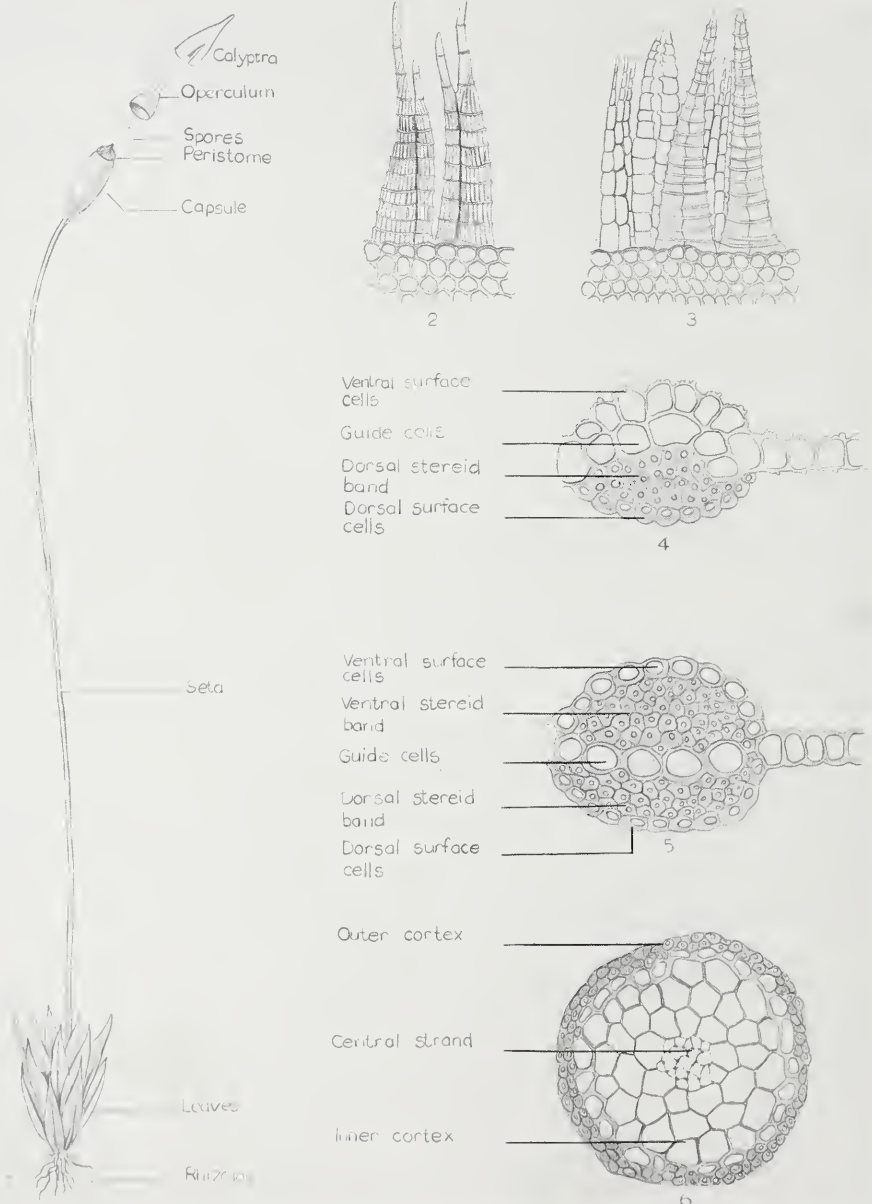 Calyptra
Operculum
Spores
Peristome
Capsule
Seta
Leaves
2
3
Ventral surface
cells
Guide cells
Dorsal stereid
band
Dorsal surface
cells
4
Ventral surface
cells
Ventral stereid
band
Guide cells
Dorsal stereid
band
Dorsal surface
cells
5
Outer cortex
Central strand
Inner cortex
6